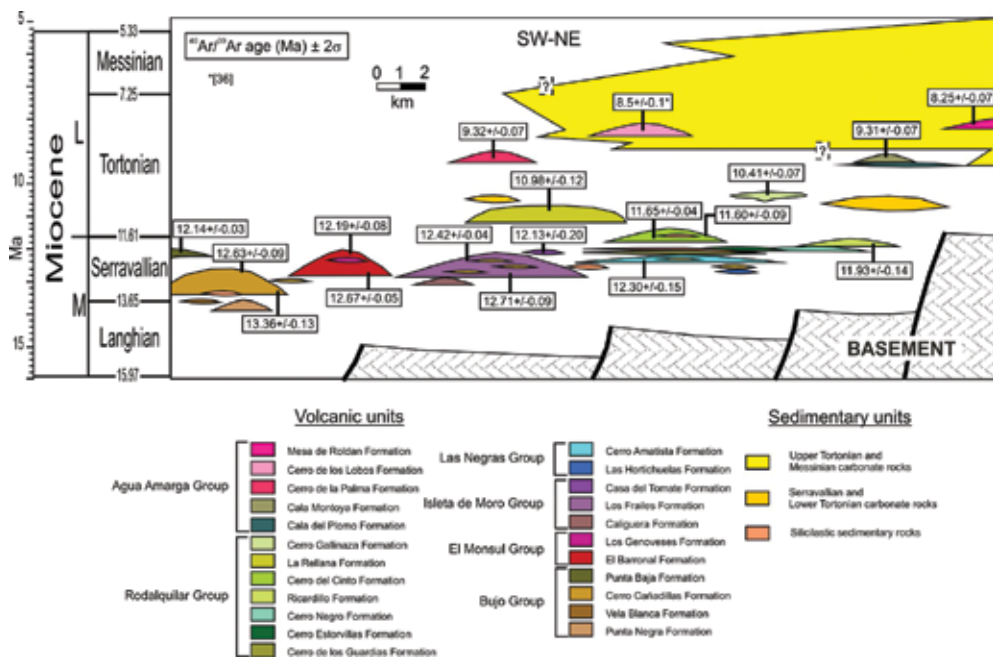 5
5.33
⁴⁰Ar/³⁹Ar age (Ma) ± 2σ
SW-NE
Messinian
*[36]
0 1 2
km
7.25
?
8.5+/-0.1*
8.25+/-0.07
L
9.32+/-0.07
?
9.31+/-0.07
Tortonian
10
10.98+/-0.12
10.41+/-0.07
Miocene
11.65+/-0.04
11.60+/-0.09
12.14+/-0.03
12.19+/-0.08
12.42+/-0.04
12.13+/-0.20
11.61
12.63+/-0.09
Ma
Serravallian
11.93+/-0.14
12.67+/-0.05
12.71+/-0.09
12.30+/-0.15
M
13.65
13.36+/-0.13
Langhian
15
BASEMENT
15.97
Volcanic units
Agua Amarga Group
Mesa de Roldan Formation
Cerro de los Lobos Formation
Cerro de la Palma Formation
Cala Montoya Formation
Cala del Plomo Formation
Rodalquilar Group
Cerro Gallinaza Formation
La Rellana Formation
Cerro del Cinto Formation
Ricardillo Formation
Cerro Negro Formation
Cerro Estorvillas Formation
Cerro de los Guardias Formation
Las Negras Group
Cerro Amatista Formation
Las Hortichuelas Formation
Isleta de Moro Group
Casa del Tomate Formation
Los Frailes Formation
Caliguera Formation
El Monsul Group
Los Genoveses Formation
El Barronal Formation
Bujo Group
Punta Baja Formation
Cerro Cañadillas Formation
Vela Blanca Formation
Punta Negra Formation
Sedimentary units
Upper Tortonian and
Messinian carbonate rocks
Serravallian and
Lower Tortonian carbonate rocks
Silicilastic sedimentary rocks